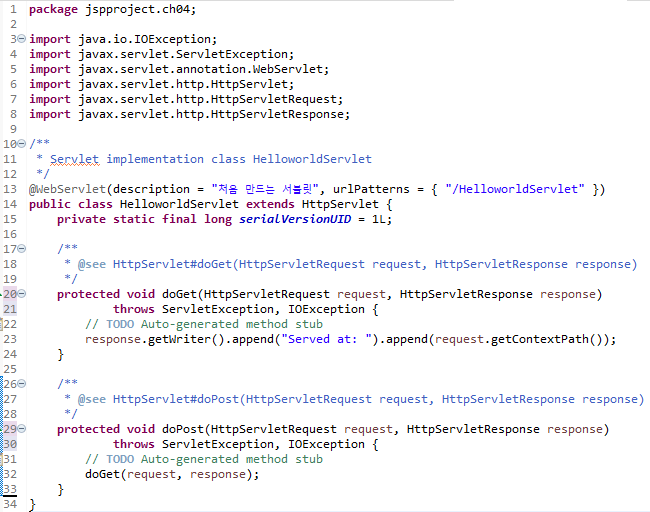 1 package jspproject.ch04;
2
3 import java.io.IOException;
4 import javax.servlet.ServletException;
5 import javax.servlet.annotation.WebServlet;
6 import javax.servlet.http.HttpServlet;
7 import javax.servlet.http.HttpServletRequest;
8 import javax.servlet.http.HttpServletResponse;
9
10 /**
11  * Servlet implementation class HelloworldServlet
12  */
13 @WebServlet(description = "처음 만드는 서블릿", urlPatterns = { "/HelloworldServlet" })
14 public class HelloworldServlet extends HttpServlet {
15     private static final long serialVersionUID = 1L;
16
17     /**
18      * @see HttpServlet#doGet(HttpServletRequest request, HttpServletResponse response)
19      */
20     protected void doGet(HttpServletRequest request, HttpServletResponse response)
21             throws ServletException, IOException {
22         // TODO Auto-generated method stub
23         response.getWriter().append("Served at: ").append(request.getContextPath());
24     }
25
26     /**
27      * @see HttpServlet#doPost(HttpServletRequest request, HttpServletResponse response)
28      */
29     protected void doPost(HttpServletRequest request, HttpServletResponse response)
30             throws ServletException, IOException {
31         // TODO Auto-generated method stub
32         doGet(request, response);
33     }
34 }